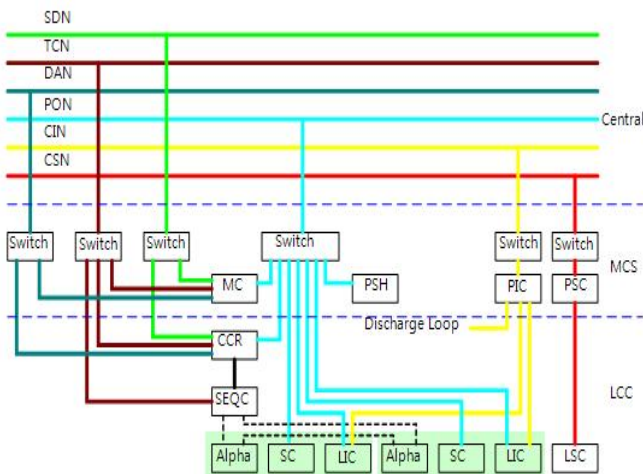 SDN
TCN
DAN
PON
Central
CIN
CSN
Switch
Switch
Switch
Switch
Switch
Switch
MCS
MC
PSH
PIC
PSC
Discharge Loop
CCR
LCC
SEQC
Alpha
SC
LIC
Alpha
SC
LIC
LSC